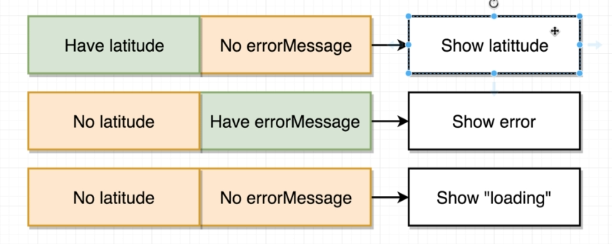 Have latitude No errorMessage Show latittude
No latitude Have errorMessage Show error
No latitude No errorMessage Show "loading"